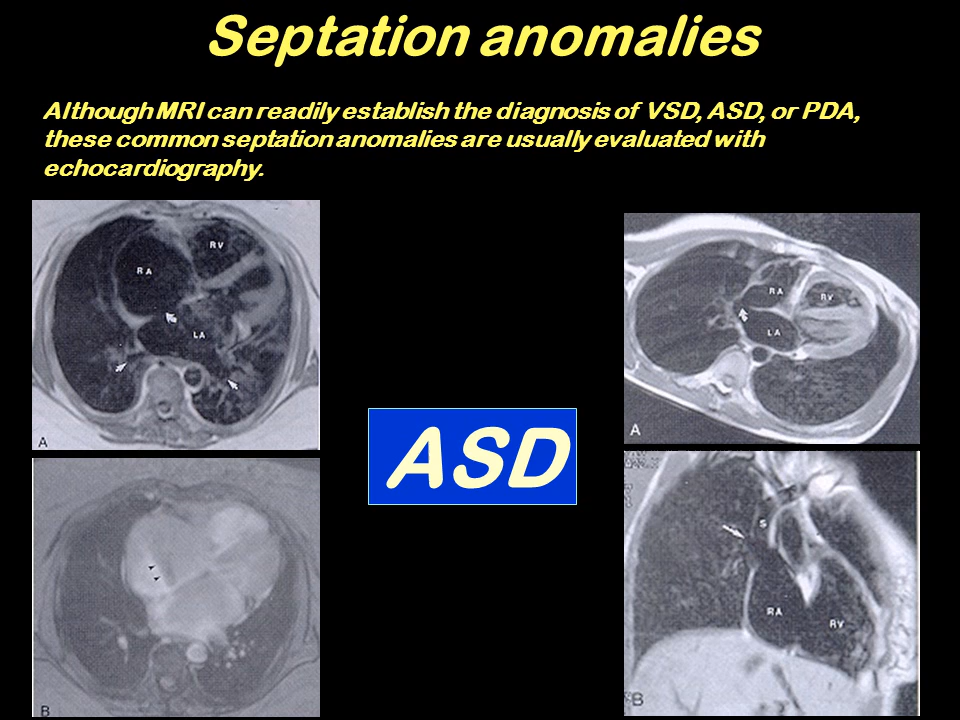 Septation anomalies
Although MRI can readily establish the diagnosis of VSD, ASD, or PDA,
these common septation anomalies are usually evaluated with
echocardiography.
RV
RA
LA
A
RA
RV
LA
A
ASD
B
S
RA
RV
B